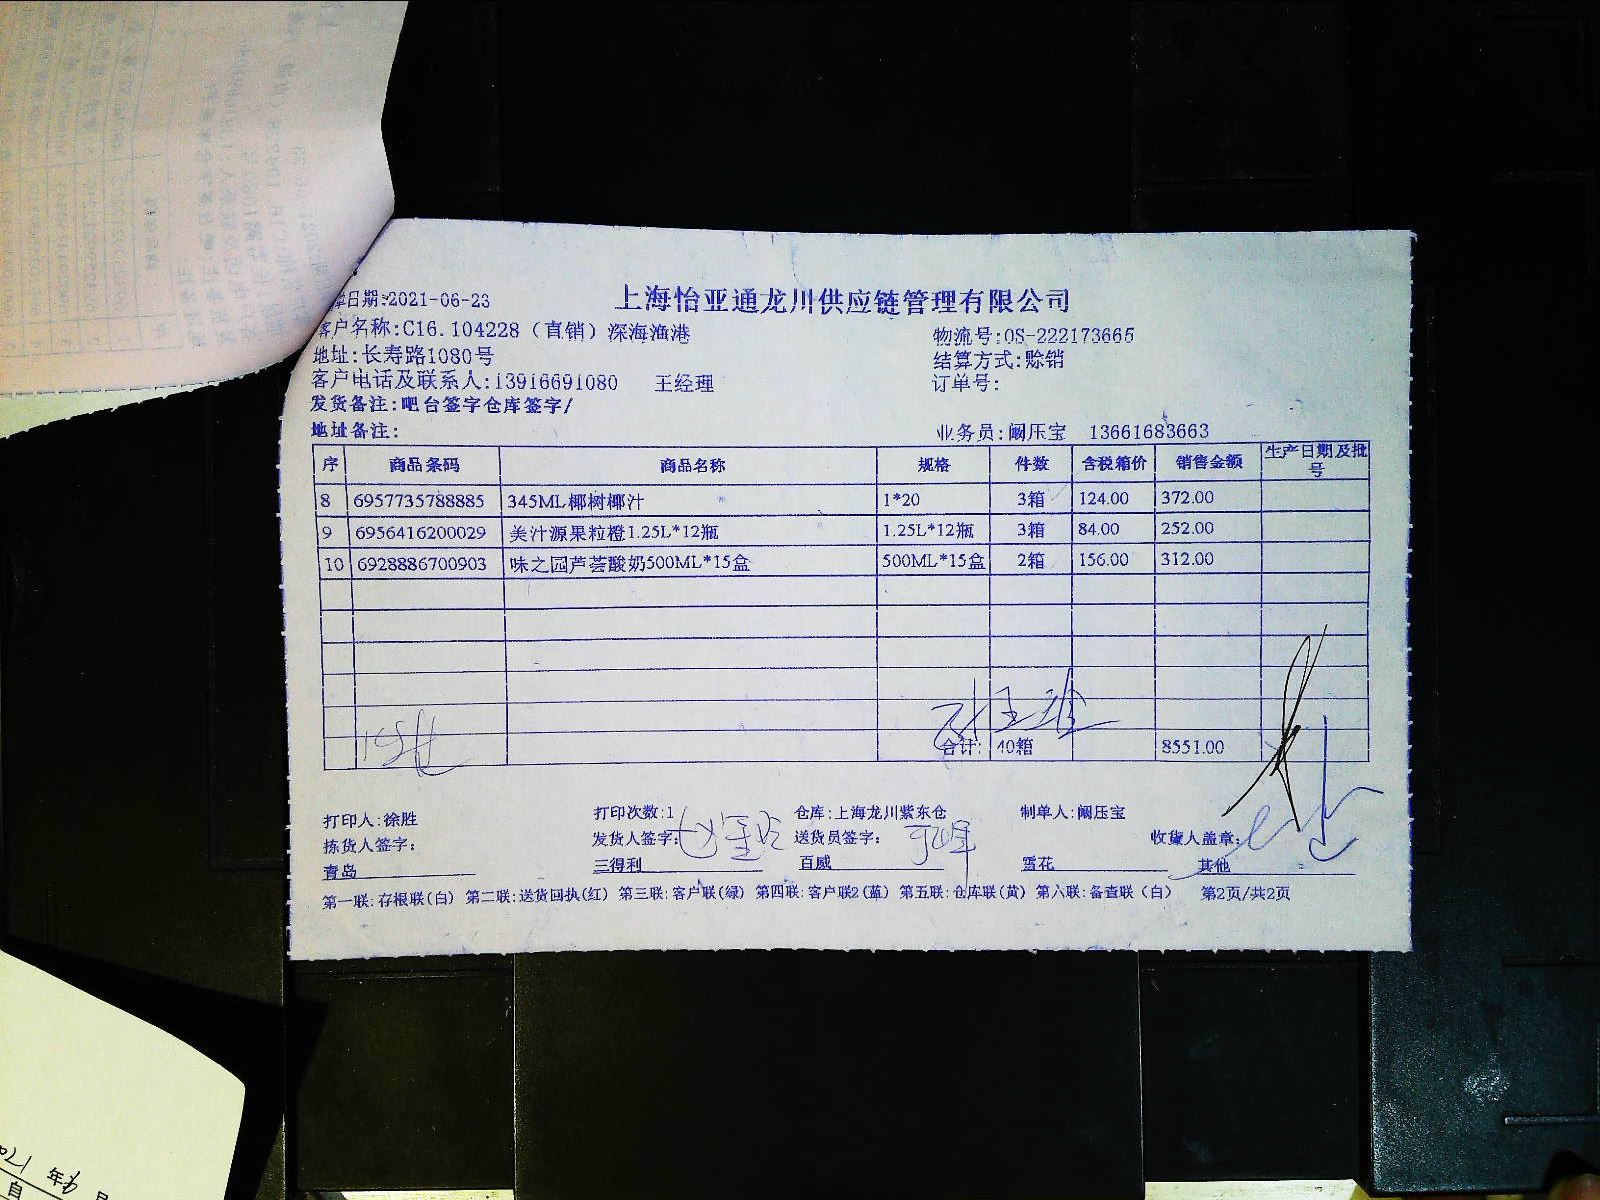 日期:2021-06-23
上海怡亚通龙川供应链管理有限公司
客户名称:C16.104228（直销）深海渔港
物流号:OS-222173665
地址:长寿路1080号
结算方式:赊销
客户电话及联系人:13916691080 王经理
订单号:
发货备注:吧台签字仓库签字/
地址备注:
业务员:阚压宝 13661683663
序 商品条码 商品名称 规格 件数 含税箱价 销售金额 生产日期及批号
8 6957735788885 345ML椰树椰汁 1*20 3箱 124.00 372.00
9 6956416200029 美汁源果粒橙1.25L*12瓶 1.25L*12瓶 3箱 84.00 252.00
10 6928886700903 味之园芦荟酸奶500ML*15盒 500ML*15盒 2箱 156.00 312.00
合计: 40箱 8551.00
打印人:徐胜 打印次数:1 仓库:上海龙川紫东仓 制单人:阚压宝
拣货人签字: 发货人签字: 送货员签字: 收货人盖章:
青岛 三得利 百威 雪花 其他
第一联:存根联(白) 第二联:送货回执(红) 第三联:客户联(绿) 第四联:客户联2(蓝) 第五联:仓库联(黄) 第六联:备查联（白） 第2页/共2页